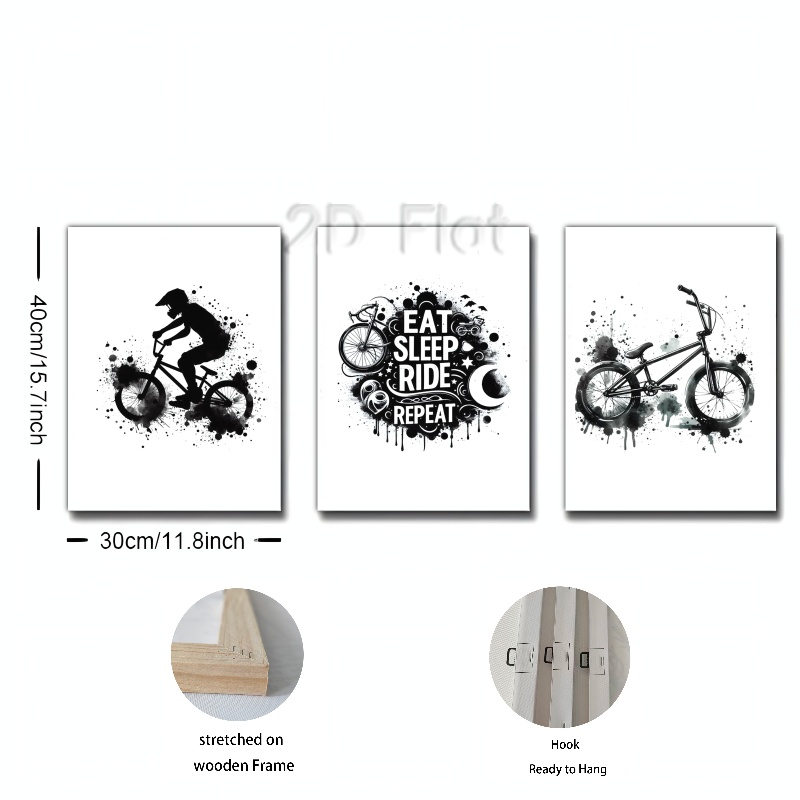 2D Flat
40cm/15.7inch
EAT
SLEEP
RIDE
REPEAT
30cm/11.8inch
stretched on
wooden Frame
Hook
Ready to Hang